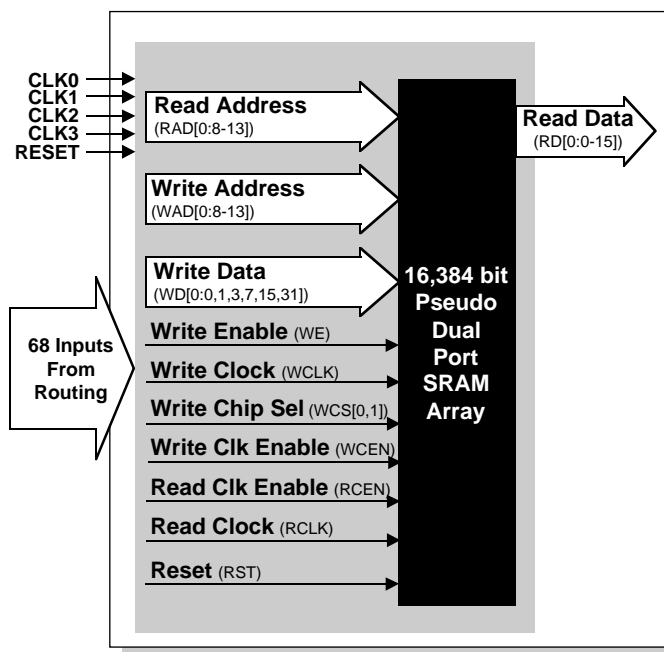 CLK0
CLK1
CLK2
CLK3
RESET
Read Address
(RAD[0:8-13])
Read Data
(RD[0:0-15])
Write Address
(WAD[0:8-13])
Write Data
(WD[0:0,1,3,7,15,31])
68 Inputs
From
Routing
Write Enable (WE)
Write Clock (WCLK)
Write Chip Sel (WCS[0,1])
Write Clk Enable (WCEN)
Read Clk Enable (RCEN)
Read Clock (RCLK)
Reset (RST)
16,384 bit
Pseudo
Dual
Port
SRAM
Array